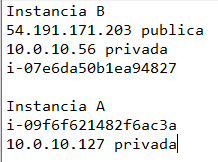 Instancia B
54.191.171.203 publica
10.0.10.56 privada
i-07e6da50b1ea94827

Instancia A
i-09f6f621482f6ac3a
10.0.10.127 privada